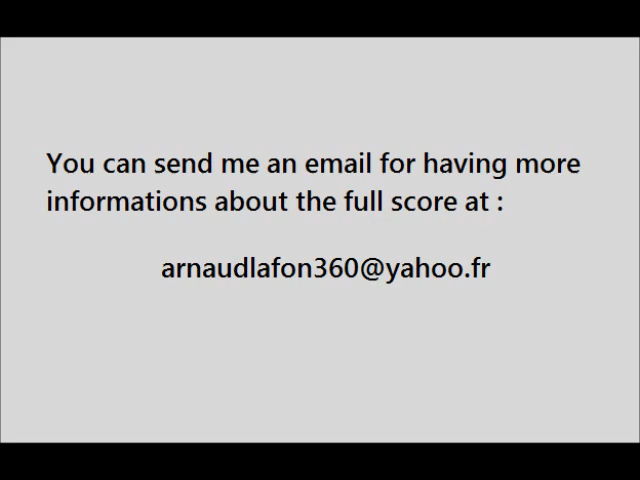 You can send me an email for having more
informations about the full score at :
arnaudlafon360@yahoo.fr